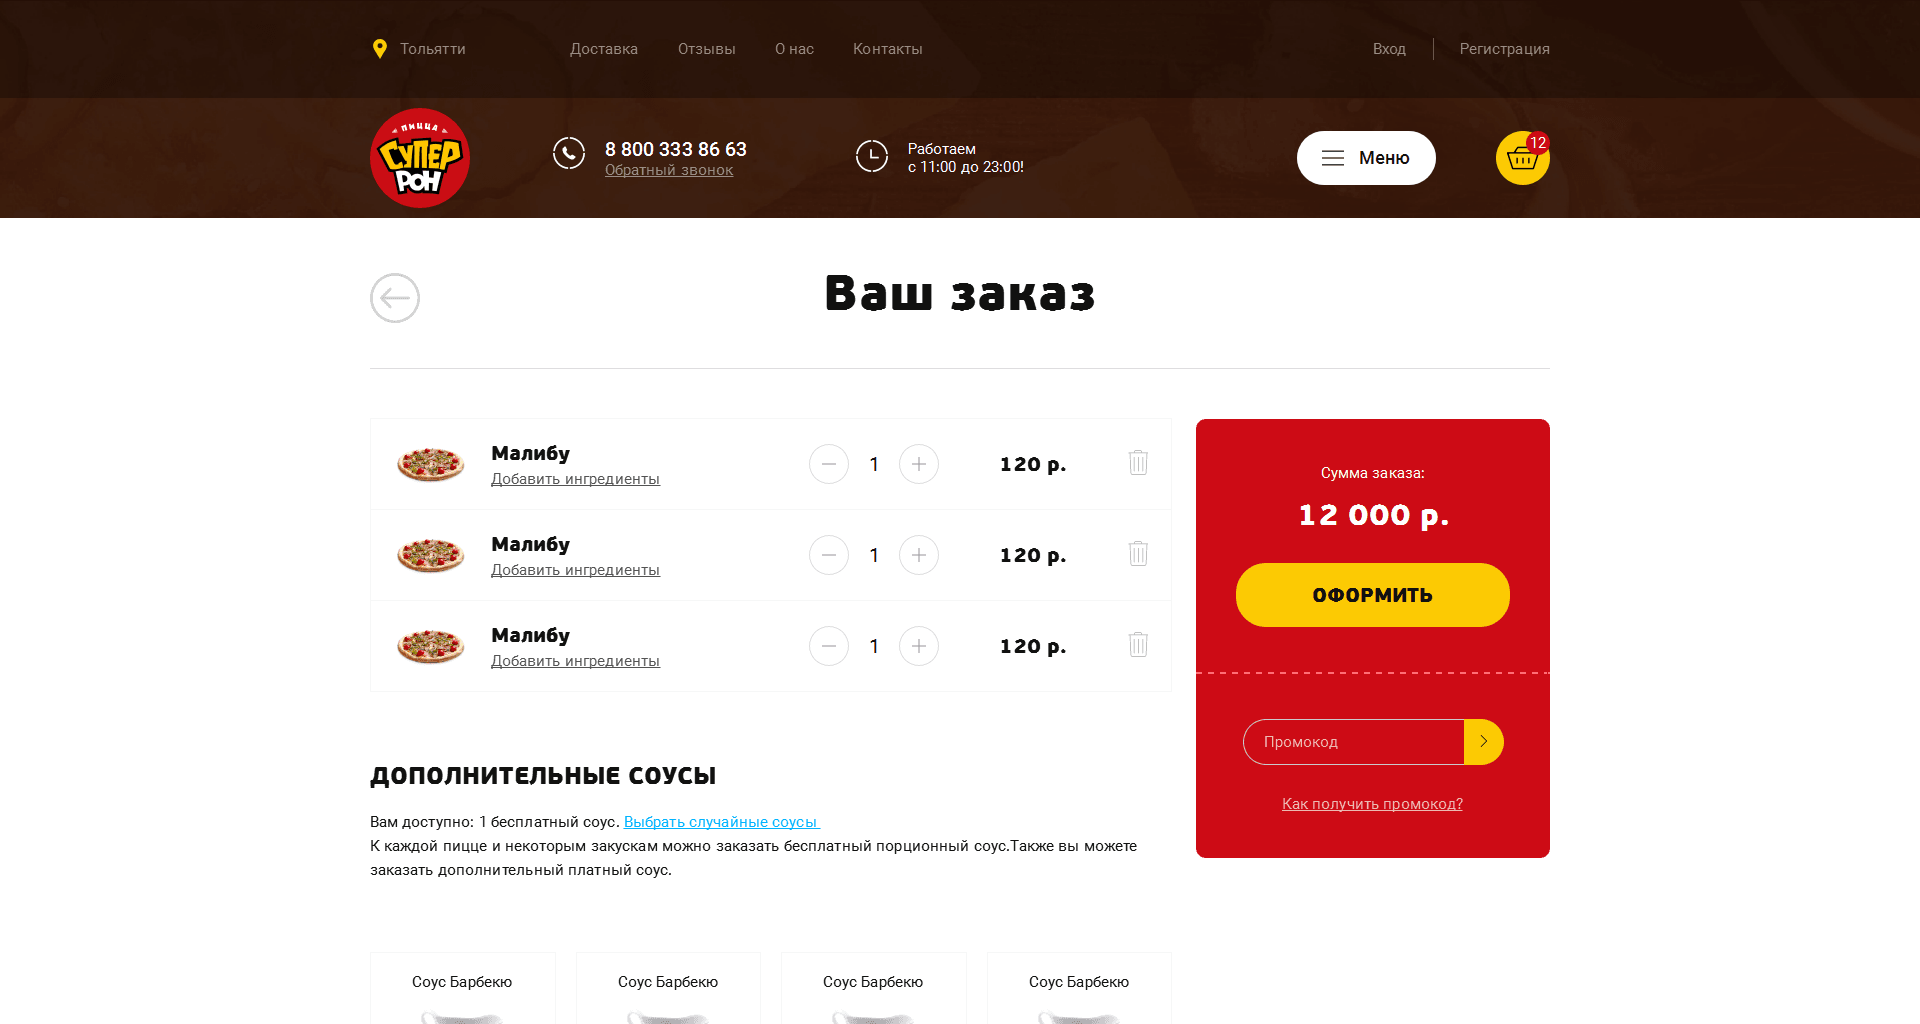 Тольятти
Доставка
Отзывы
О нас
Контакты
Вход
Регистрация
ПИЦЦА
СУПЕР
РОН
8 800 333 86 63
Обратный звонок
Работаем
с 11:00 до 23:00!
Меню
12
Ваш заказ
Малибу
Добавить ингредиенты
1
120 р.
Малибу
Добавить ингредиенты
1
120 р.
Малибу
Добавить ингредиенты
1
120 р.
Сумма заказа:
12 000 р.
ОФОРМИТЬ
Промокод
Как получить промокод?
ДОПОЛНИТЕЛЬНЫЕ СОУСЫ
Вам доступно: 1 бесплатный соус. Выбрать случайные соусы
К каждой пицце и некоторым закускам можно заказать бесплатный порционный соус.Также вы можете
заказать дополнительный платный соус.
Соус Барбекю
Соус Барбекю
Соус Барбекю
Соус Барбекю